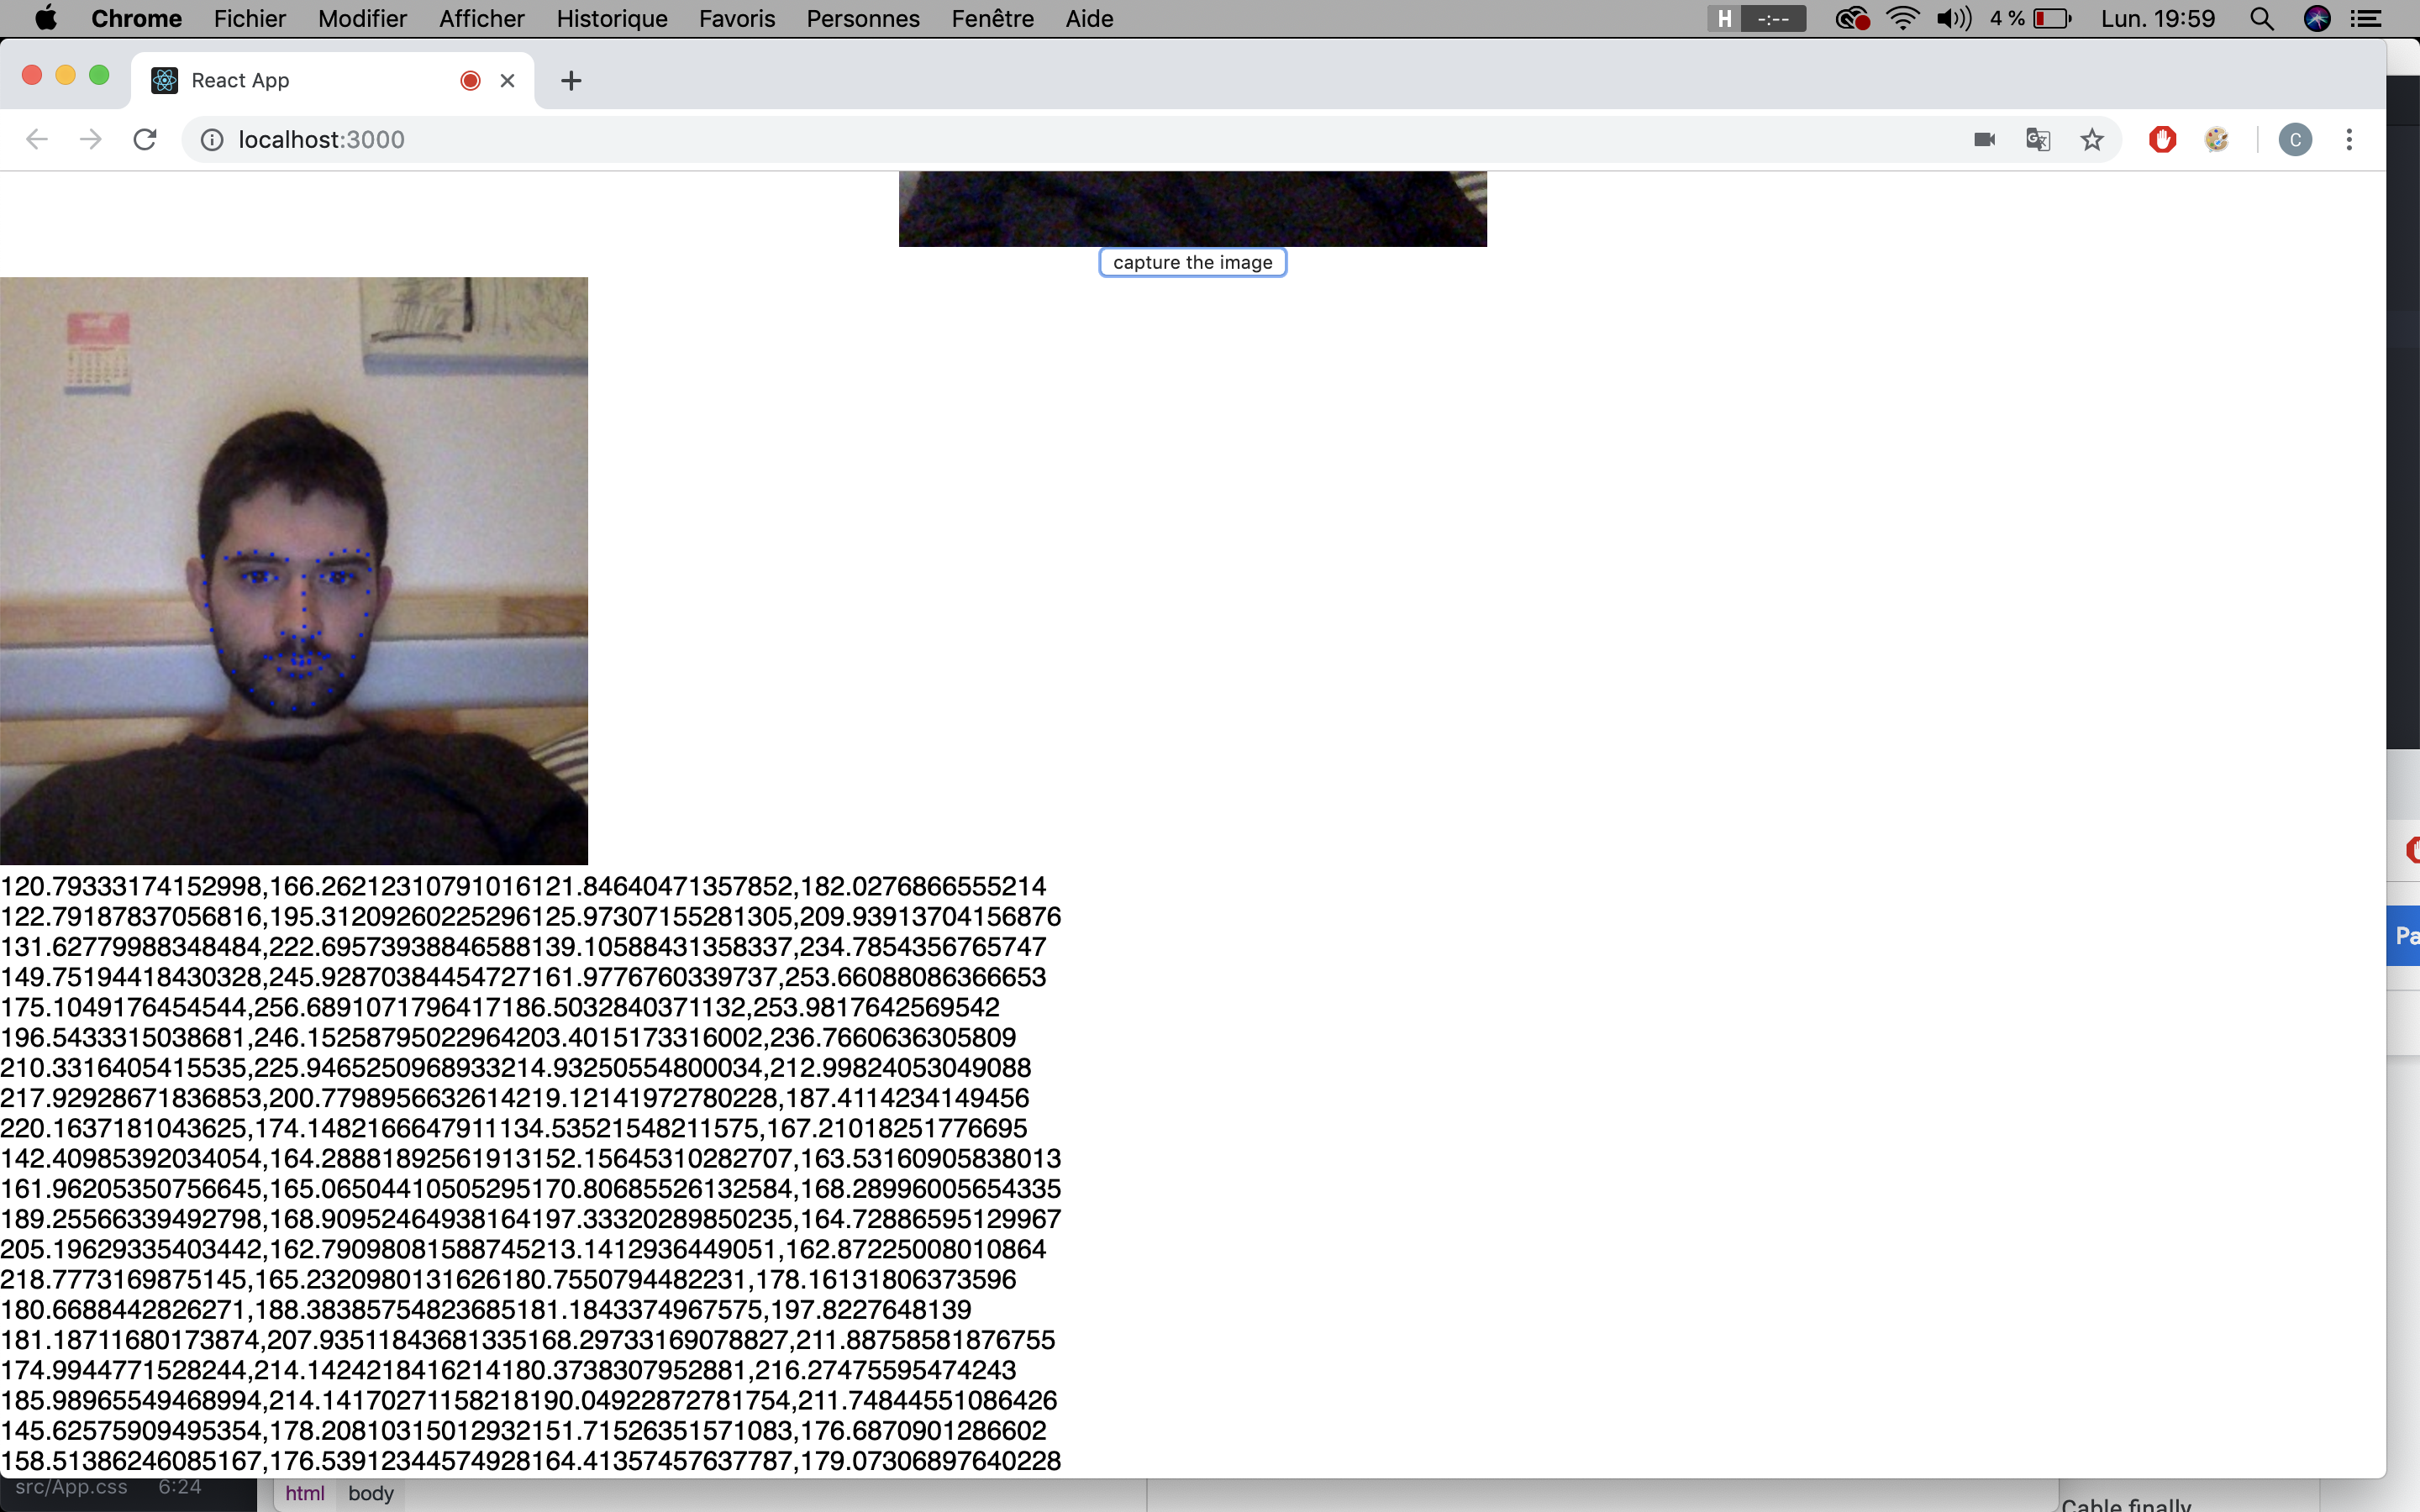 Chrome Fichier Modifier Afficher Historique Favoris Personnes Fenêtre Aide H -:-- 4 % Lun. 19:59
React App
localhost:3000 C
capture the image
120.79333174152998,166.26212310791016121.84640471357852,182.0276866555214
122.79187837056816,195.31209260225296125.97307155281305,209.93913704156876
131.62779988348484,222.69573938846588139.10588431358337,234.7854356765747
149.75194418430328,245.92870384454727161.9776760339737,253.66088086366653
175.1049176454544,256.6891071796417186.5032840371132,253.9817642569542
196.5433315038681,246.15258795022964203.4015173316002,236.7660636305809
210.3316405415535,225.9465250968933214.93250554800034,212.99824053049088
217.92928671836853,200.77989566632614219.12141972780228,187.4114234149456
220.1637181043625,174.1482166647911134.53521548211575,167.21018251776695
142.40985392034054,164.28881892561913152.15645310282707,163.53160905838013
161.96205350756645,165.06504410505295170.80685526132584,168.28996005654335
189.25566339492798,168.90952464938164197.33320289850235,164.72886595129967
205.19629335403442,162.79098081588745213.1412936449051,162.87225008010864
218.7773169875145,165.2320980131626180.7550794482231,178.16131806373596
180.6688442826271,188.38385754823685181.1843374967575,197.8227648139
181.18711680173874,207.93511843681335168.29733169078827,211.88758581876755
174.9944771528244,214.1424218416214180.3738307952881,216.27475595474243
185.98965549468994,214.14170271158218190.04922872781754,211.74844551086426
145.62575909495354,178.20810315012932151.71526351571083,176.6870901286602
158.51386246085167,176.53912344574928164.41357457637787,179.07306897640228
Pa
src/App.css 6:24
html body
Cable finally